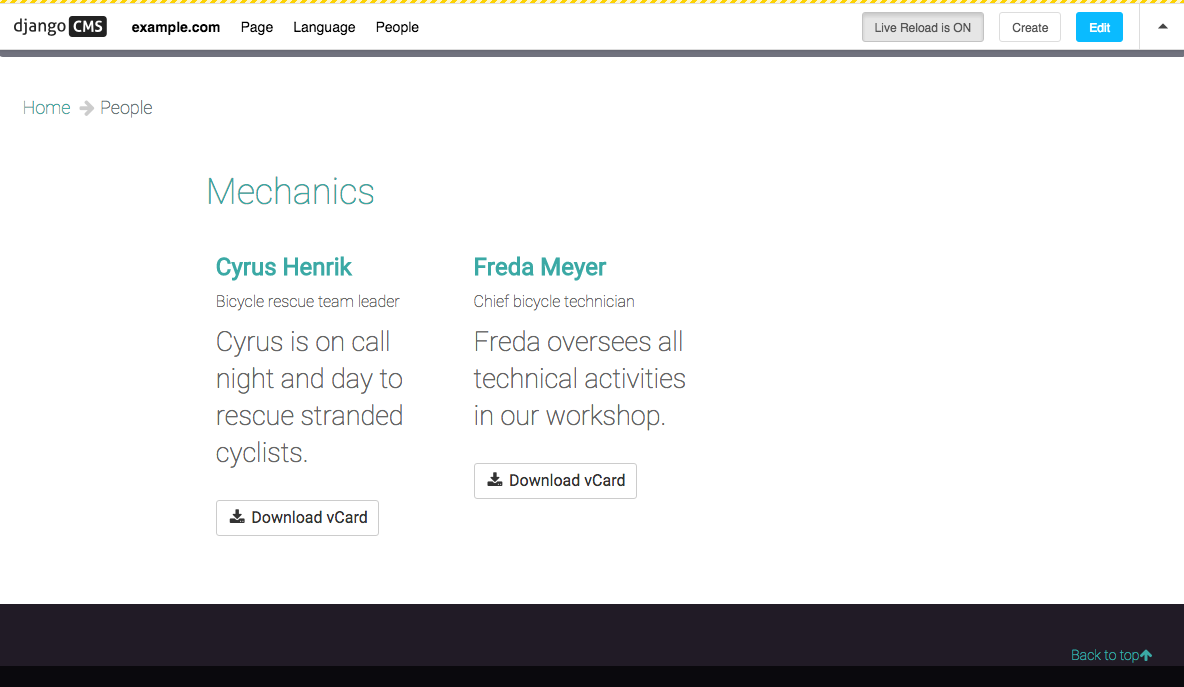 django CMS example.com Page Language People Live Reload is ON Create Edit
Home People
Mechanics
Cyrus Henrik
Bicycle rescue team leader
Cyrus is on call
night and day to
rescue stranded
cyclists.
Download vCard
Freda Meyer
Chief bicycle technician
Freda oversees all
technical activities
in our workshop.
Download vCard
Back to top